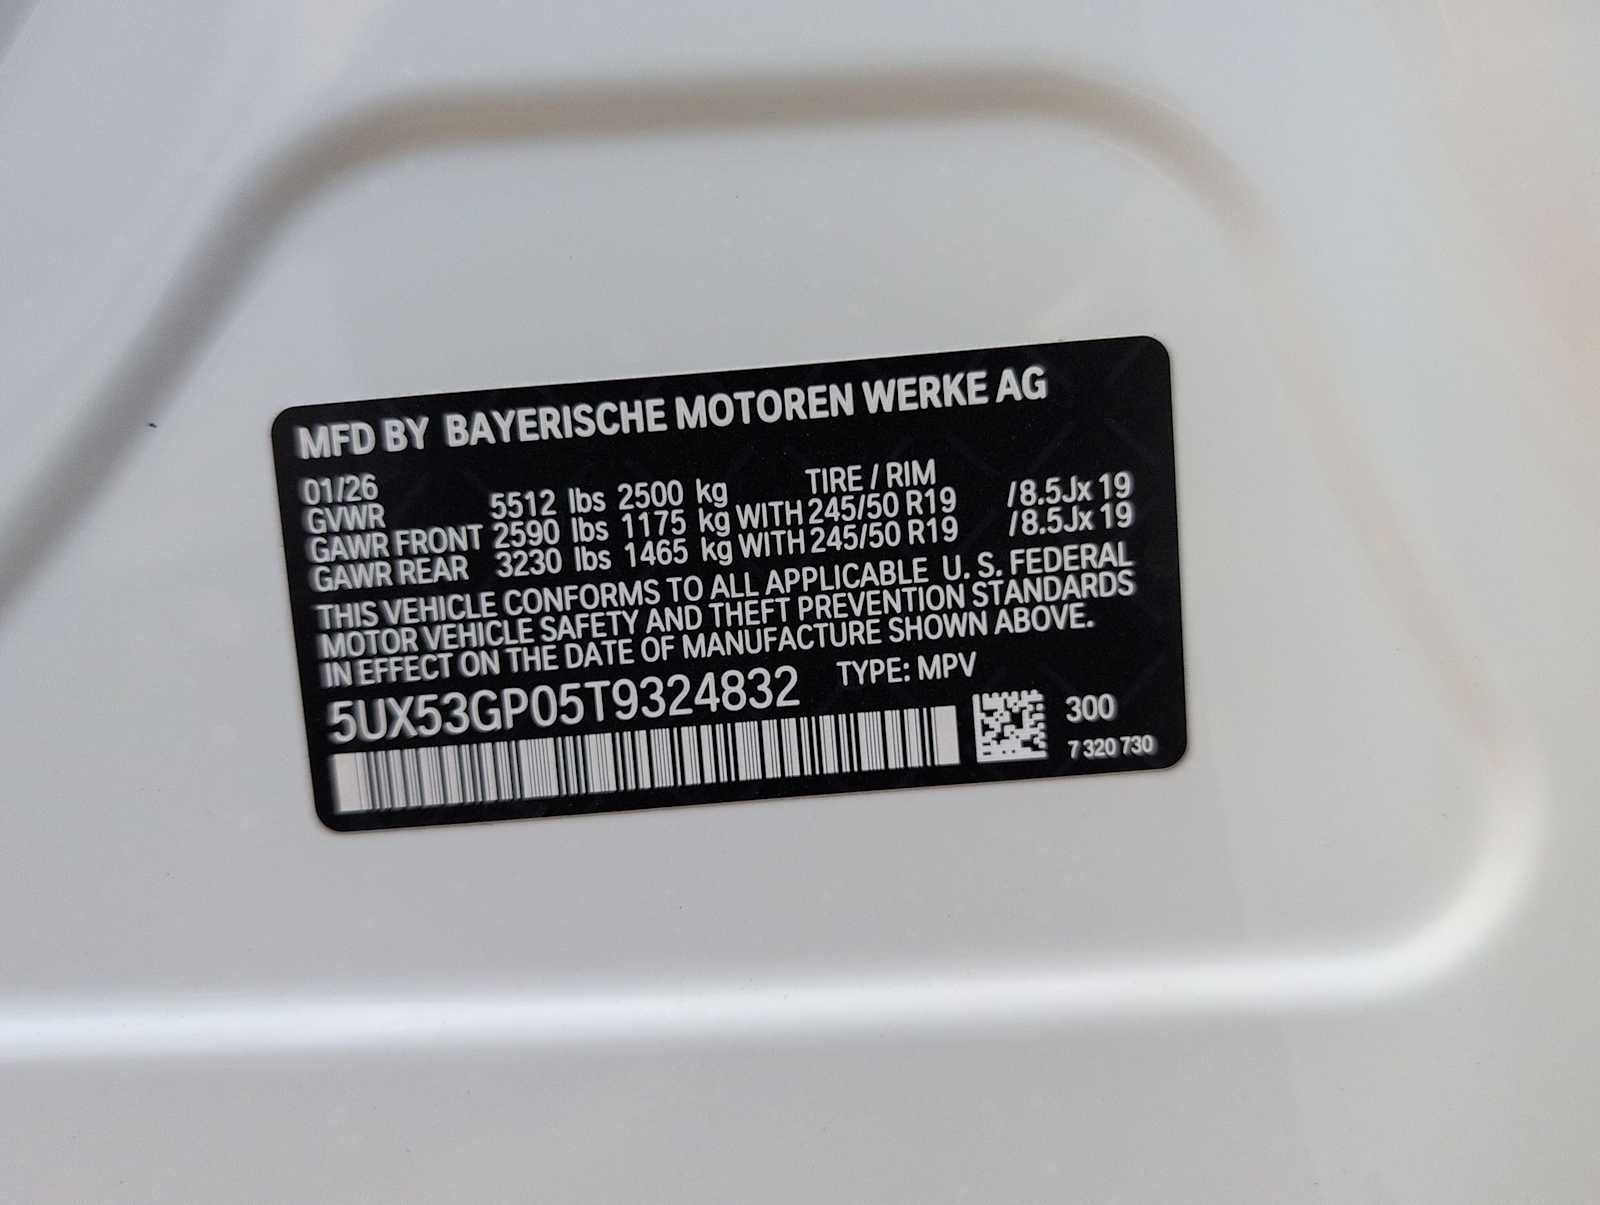 MFD BY BAYERISCHE MOTOREN WERKE AG
01/26 TIRE / RIM
GVWR 5512 lbs 2500 kg
GAWR FRONT 2590 lbs 1175 kg WITH 245/50 R19 /8.5Jx 19
GAWR REAR 3230 lbs 1465 kg WITH 245/50 R19 /8.5Jx 19
THIS VEHICLE CONFORMS TO ALL APPLICABLE U. S. FEDERAL
MOTOR VEHICLE SAFETY AND THEFT PREVENTION STANDARDS
IN EFFECT ON THE DATE OF MANUFACTURE SHOWN ABOVE.
5UX53GP05T9324832 TYPE: MPV
300
7 320 730